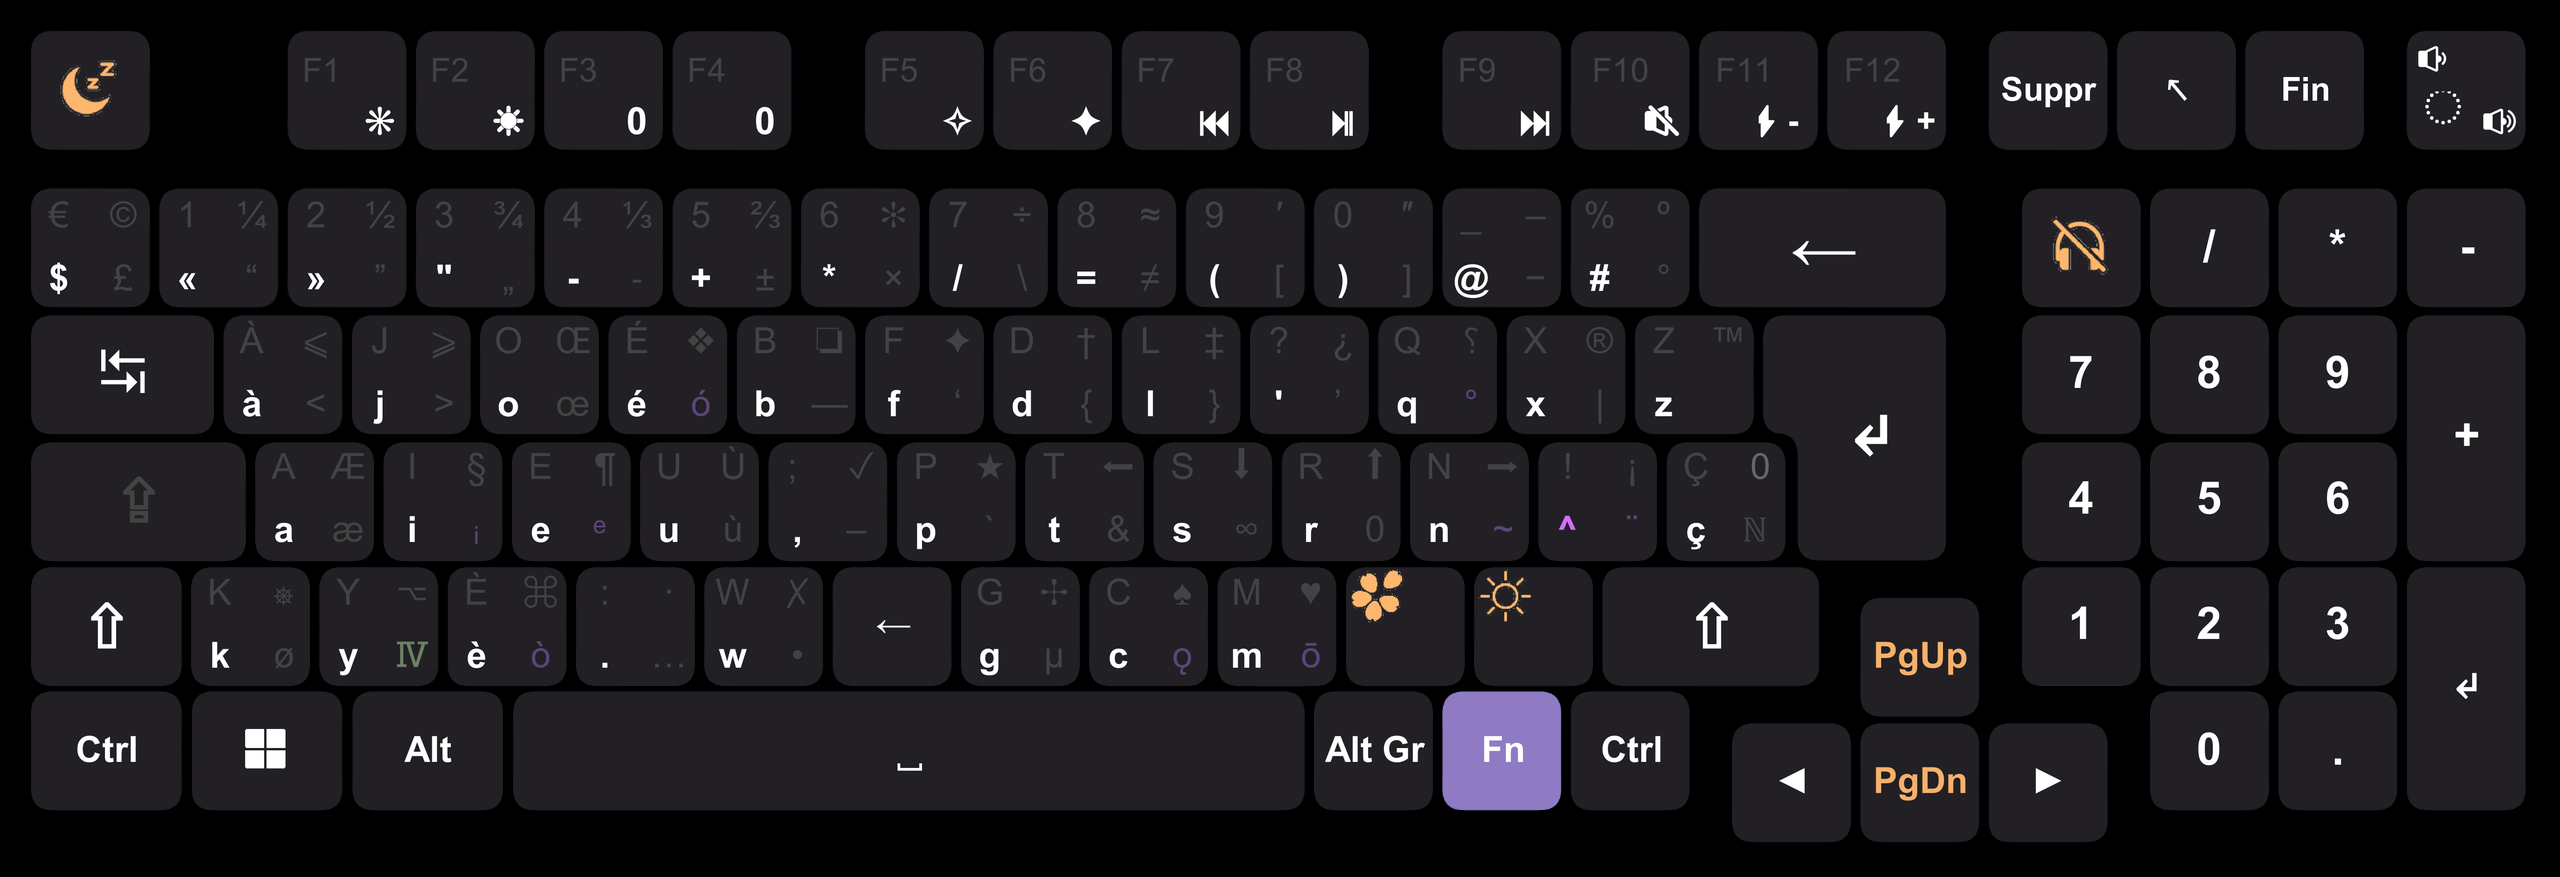 F1 F2 F3 0 F4 0 F5 F6 F7 F8 F9 F10 F11 - F12 + Suppr ↖ Fin
€ © 1 ¼ 2 ½ 3 ¾ 4 ⅓ 5 ⅔ 6 ✻ 7 ÷ 8 ≈ 9 ′ 0 ″ _ – % º
$ £ « “ » ” " „ - - + ± * × / \ = ≠ ( [ ) ] @ − # ° ← / * -
À ⩽ J ⩾ O Œ É ❖ B ❏ F ✦ D † L ‡ ? ¿ Q ⸮ X ® Z ™
à < j > o œ é ó b — f ‘ d { l } ' ’ q ° x | z 7 8 9 +
A Æ I § E ¶ U Ù ; ✓ P ★ T ← S ↓ R ↑ N → ! ¡ Ç 0
a æ i i e e u ù , – p ` t & s ∞ r 0 n ~ ^ ¨ ç ℕ 4 5 6
K ⎈ Y ⌥ È ⌘ : · W ☓ G ✢ C ♠ M ♥
k ø y Ⅳ è ò . … w • ← g µ c ǫ m ō PgUp 1 2 3
Ctrl Alt Alt Gr Fn Ctrl ◀ PgDn ▶ 0 .